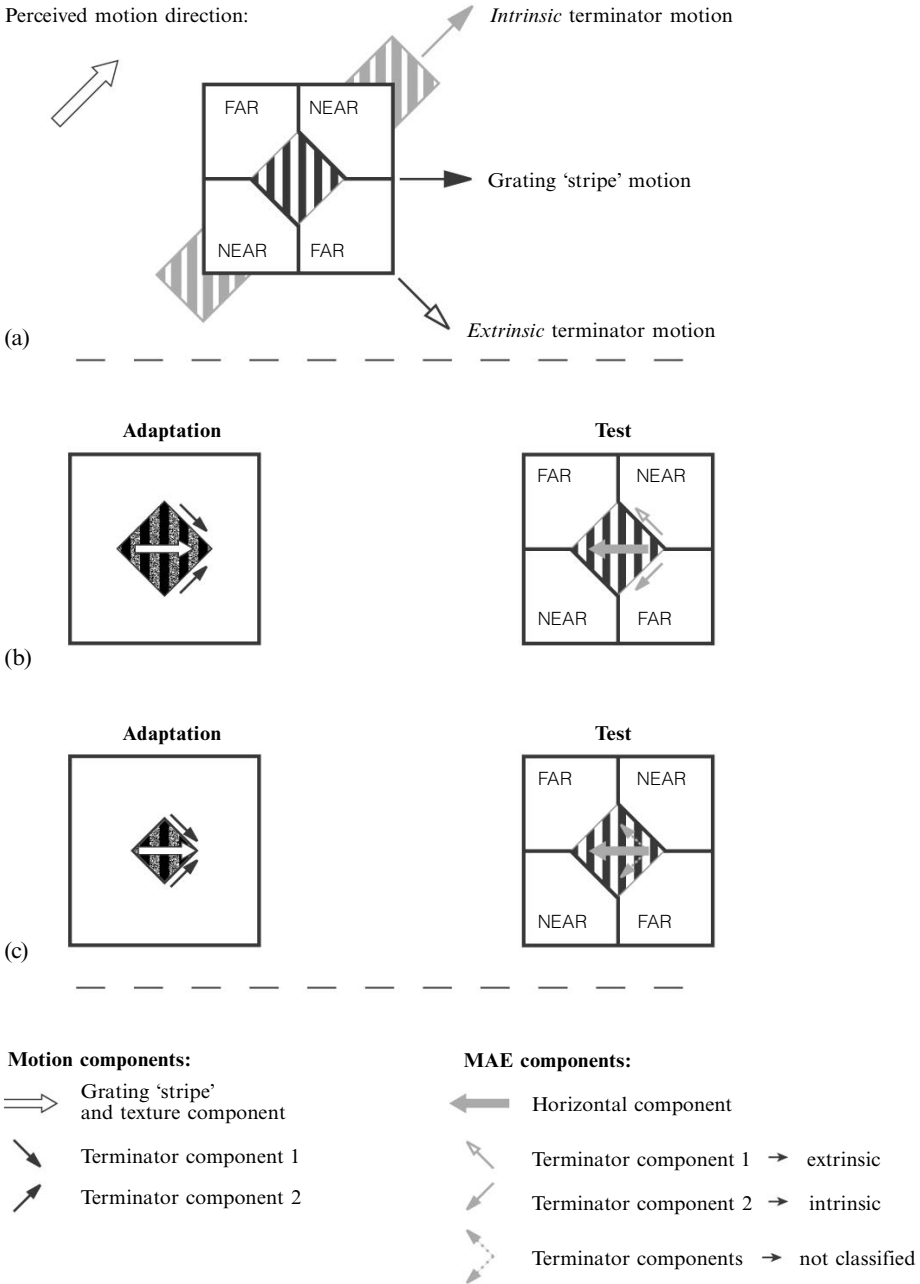 Perceived motion direction:
Intrinsic terminator motion
FAR NEAR
Grating ‘stripe’ motion
NEAR FAR
Extrinsic terminator motion
(a)
Adaptation
Test
FAR NEAR
NEAR FAR
(b)
Adaptation
Test
FAR NEAR
NEAR FAR
(c)
Motion components:
Grating ‘stripe’
and texture component
Terminator component 1
Terminator component 2
MAE components:
Horizontal component
Terminator component 1 → extrinsic
Terminator component 2 → intrinsic
Terminator components → not classified